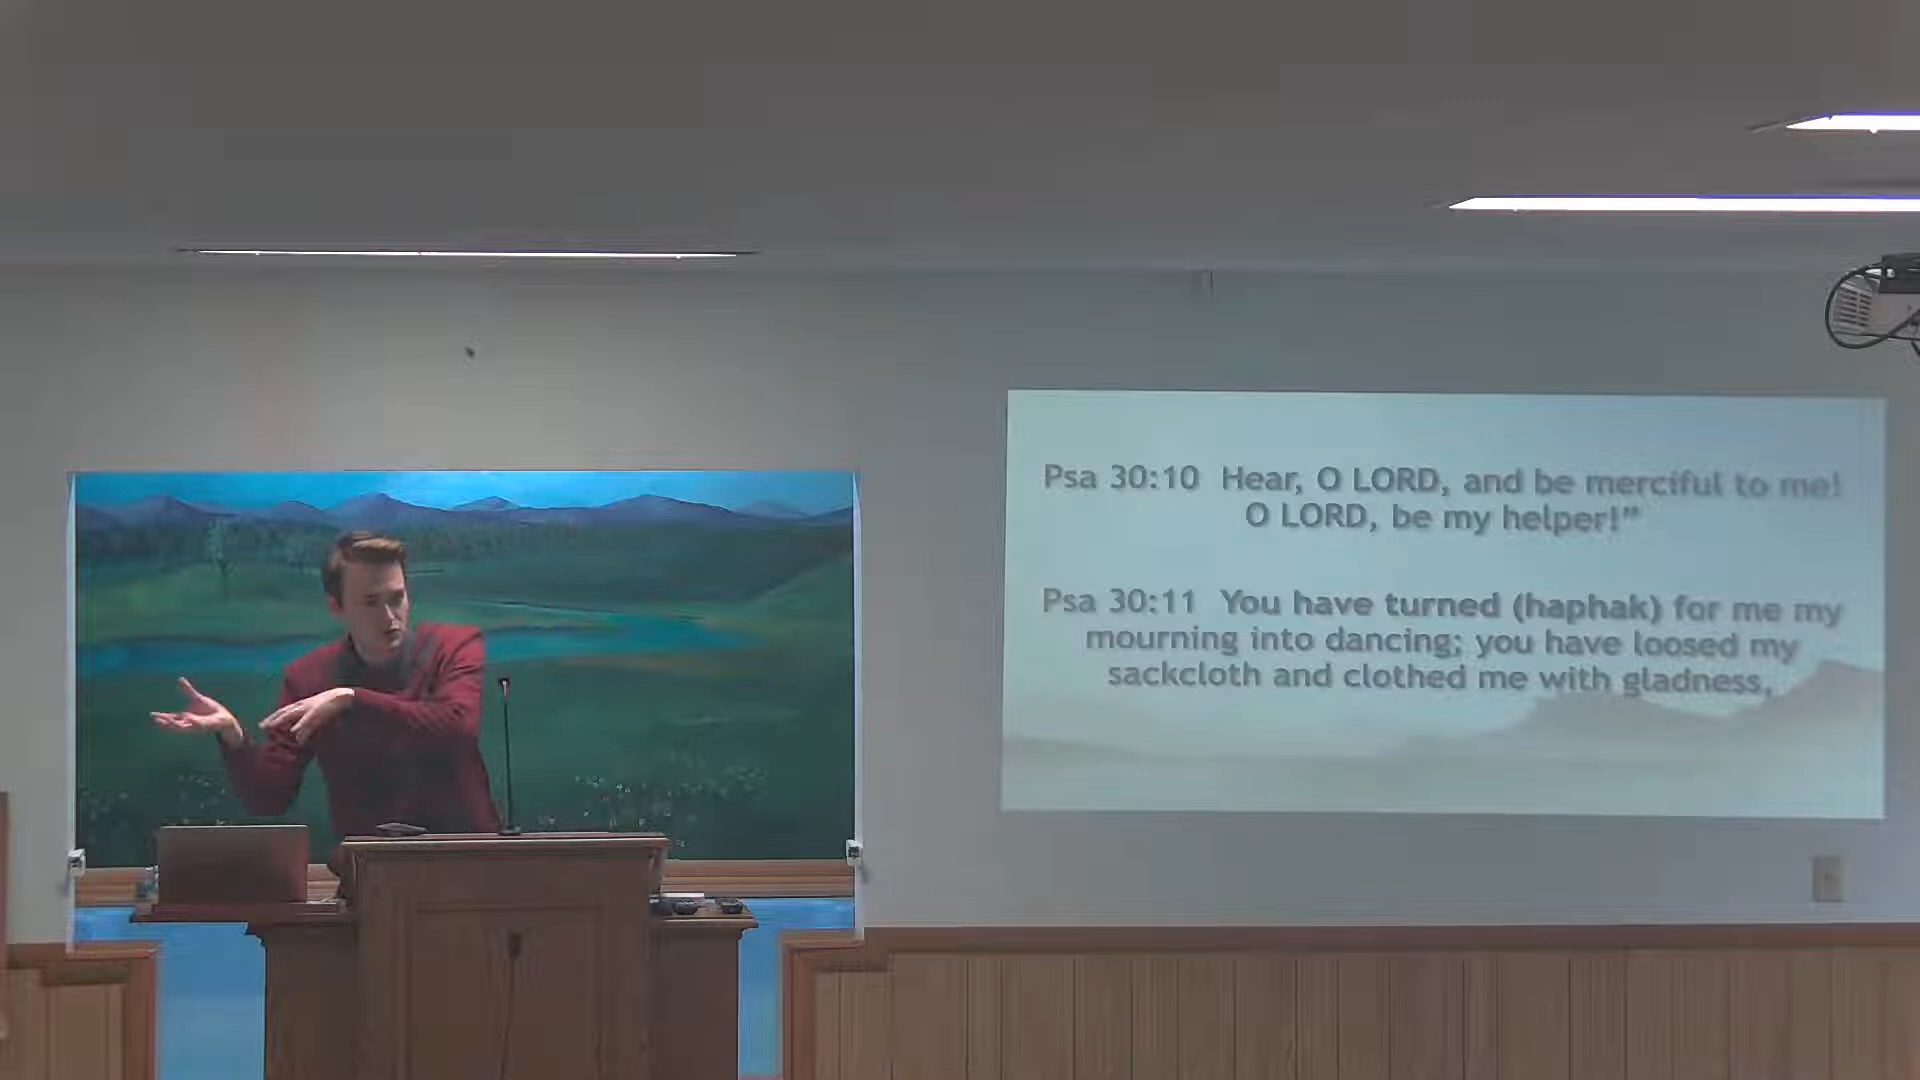 Psa 30:10 Hear, O LORD, and be merciful to me!
O LORD, be my helper!”
Psa 30:11 You have turned (haphak) for me my
mourning into dancing; you have loosed my
sackcloth and clothed me with gladness,